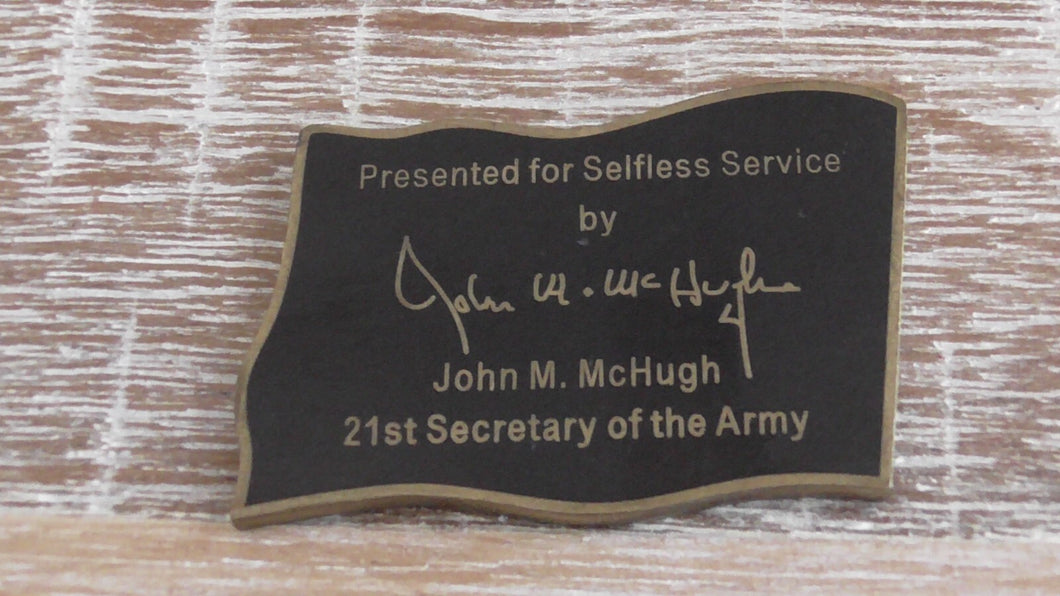 Presented for Selfless Service
by
John M. McHugh
John M. McHugh
21st Secretary of the Army